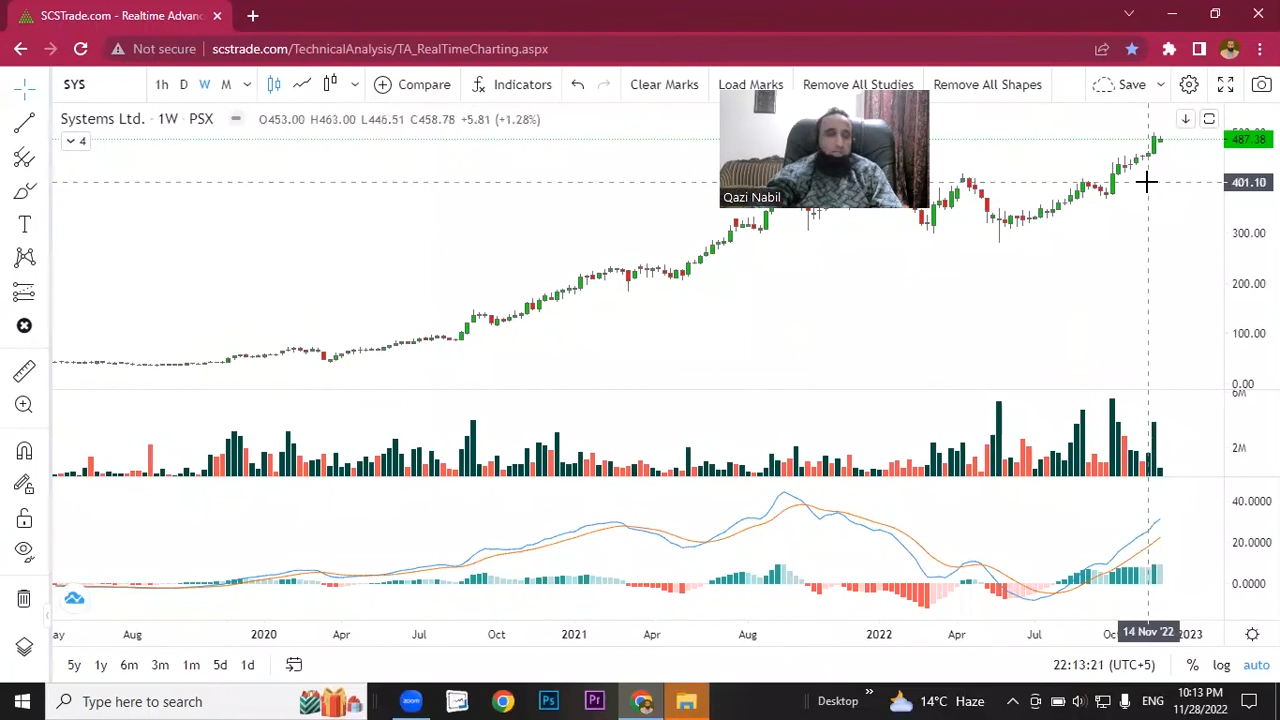 SCSTrade.com - Realtime Advanc
Not secure scstrade.com/TechnicalAnalysis/TA_RealTimeCharting.aspx
SYS 1h D W M Compare Indicators Clear Marks Load Marks Remove All Studies Remove All Shapes Save
Systems Ltd. · 1W · PSX O453.00 H463.00 L446.51 C458.78 +5.81 (+1.28%)
4
487.38
401.10
Qazi Nabil
300.00
200.00
100.00
0.00
6M
2M
40.0000
20.0000
0.0000
Aug 2020 Apr Jul Oct 2021 Apr Aug 2022 Apr Jul 14 Nov '22 2023
5y 1y 6m 3m 1m 5d 1d 22:13:21 (UTC+5) % log auto
Type here to search Ps Pr Desktop » 14°C Haze ENG 10:13 PM
11/28/2022